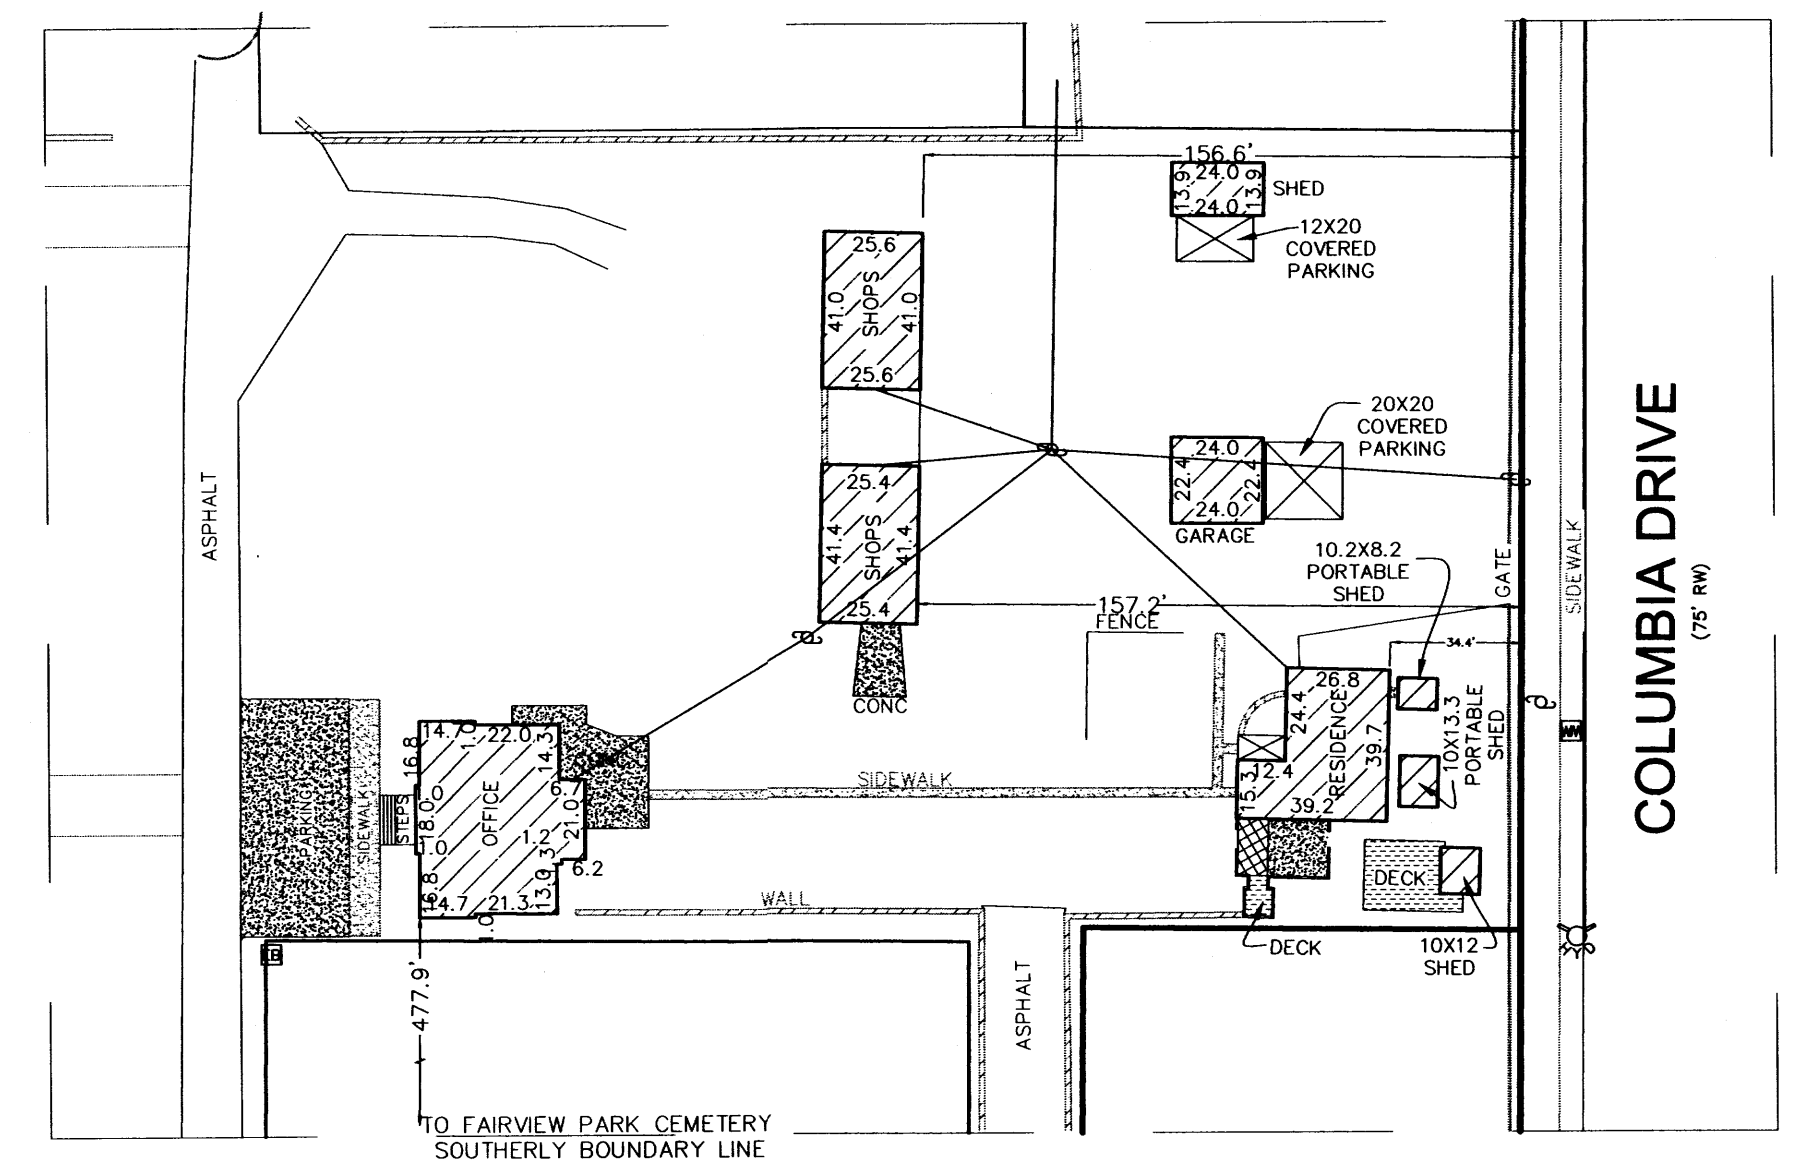 156.6'
24.0
13.9
13.9
24.0
SHED
12X20
COVERED
PARKING
25.6
41.0
SHOPS
41.0
25.6
20X20
COVERED
PARKING
24.0
22.4
22.4
24.0
GARAGE
25.4
41.4
SHOPS
41.4
25.4
ASPHALT
GATE
SIDEWALK
COLUMBIA DRIVE
(75' RW)
10.2X8.2
PORTABLE
SHED
157.2'
FENCE
34.4'
CONC
26.8
24.4
RESIDENCE
39.7
12.4
15.3
39.2
10X13.3
PORTABLE
SHED
WM
14.7
1.0
22.0
16.8
14.3
6.7
PARKING
SIDEWALK
STEPS
18.0
OFFICE
21.0
1.2
1.0
6.2
13.0
16.8
14.7
21.3
1.0
SIDEWALK
WALL
DECK
DECK
10X12
SHED
CB
477.9'
ASPHALT
TO FAIRVIEW PARK CEMETERY
SOUTHERLY BOUNDARY LINE